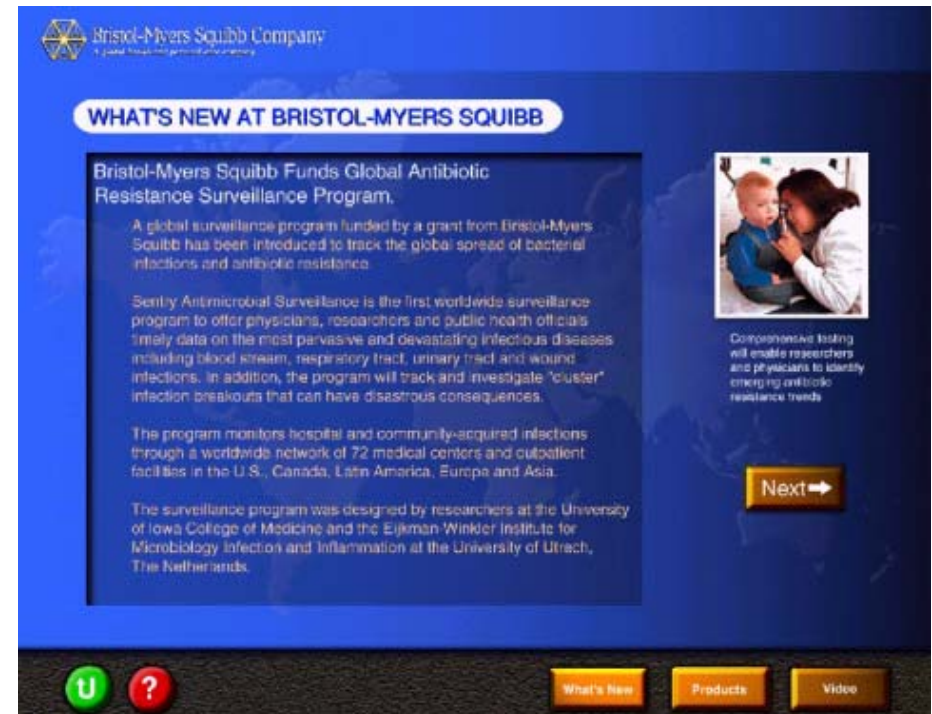 Bristol-Myers Squibb Company
WHAT'S NEW AT BRISTOL-MYERS SQUIBB
Bristol-Myers Squibb Funds Global Antibiotic
Resistance Surveillance Program.
A global surveillance program funded by a grant from Bristol-Myers
Squibb has been introduced to track the global spread of bacterial
infections and antibiotic resistance.
Sentry Antimicrobial Surveillance is the first worldwide surveillance
program to offer physicians, researchers and public health officials
timely data on the most pervasive and devastating infectious diseases
including blood stream, respiratory tract, urinary tract and wound
infections. In addition, the program will track and investigate "cluster"
infection breakouts that can have disastrous consequences.
The program monitors hospital and community-acquired infections
through a worldwide network of 72 medical centers and outpatient
facilities in the U.S., Canada, Latin America, Europe and Asia.
The surveillance program was designed by researchers at the University
of Iowa College of Medicine and the Eijkman-Winkler Institute for
Microbiology Infection and Inflammation at the University of Utrech,
The Netherlands.
Comprehensive testing
will enable researchers
and physicians to identify
emerging antibiotic
resistance trends
Next
?
What's New
Products
Video